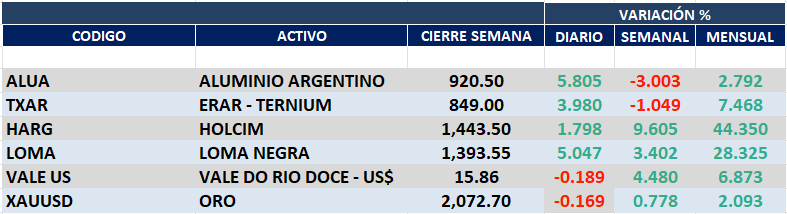 VARIACIÓN %
CODIGO ACTIVO CIERRE SEMANA DIARIO SEMANAL MENSUAL
ALUA ALUMINIO ARGENTINO 920.50 5.805 -3.003 2.792
TXAR ERAR - TERNIUM 849.00 3.980 -1.049 7.468
HARG HOLCIM 1,443.50 1.798 9.605 44.350
LOMA LOMA NEGRA 1,393.55 5.047 3.402 28.325
VALE US VALE DO RIO DOCE - US$ 15.86 -0.189 4.480 6.873
XAUUSD ORO 2,072.70 -0.169 0.778 2.093